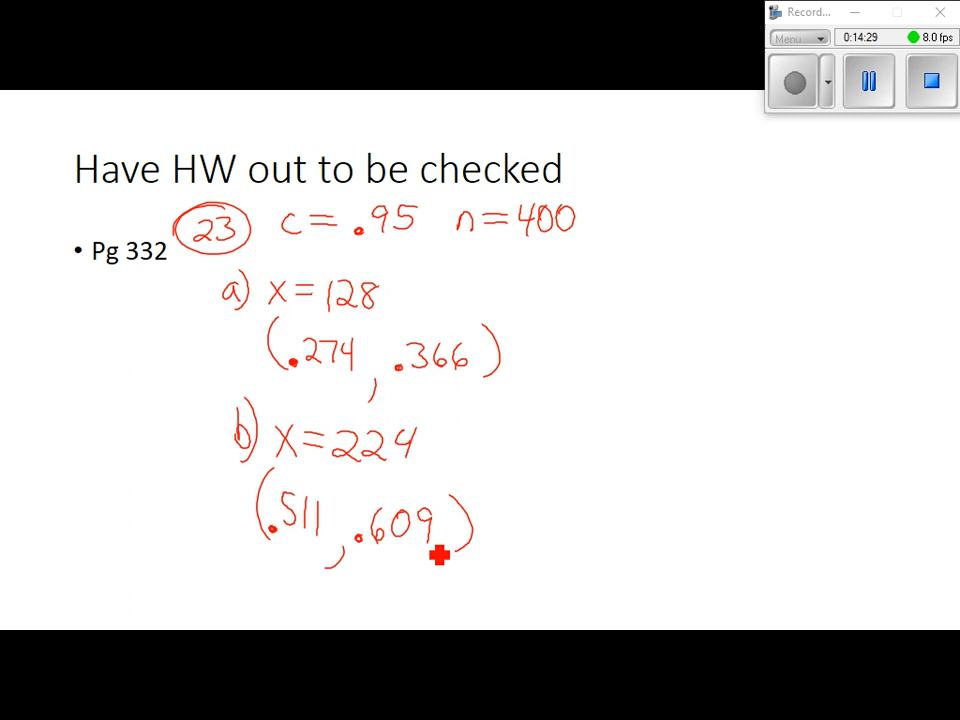 Record...
Menu
0:14:29 8.0 fps
Have HW out to be checked
23 c = .95 n = 400
• Pg 332
a) x = 128
(.274, .366)
b) x = 224
(.511, .609)